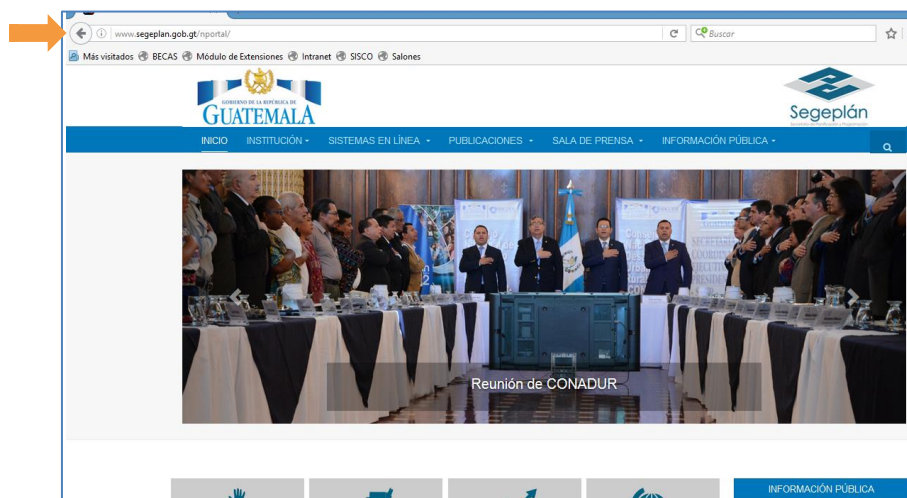 www.segeplan.gob.gt/nportal/
Buscar
Más visitados BECAS Módulo de Extensiones Intranet SISCO Salones
GOBIERNO DE LA REPÚBLICA DE
GUATEMALA
Segeplán
INICIO INSTITUCIÓN SISTEMAS EN LÍNEA PUBLICACIONES SALA DE PRENSA INFORMACIÓN PÚBLICA
Reunión de CONADUR
INFORMACIÓN PÚBLICA